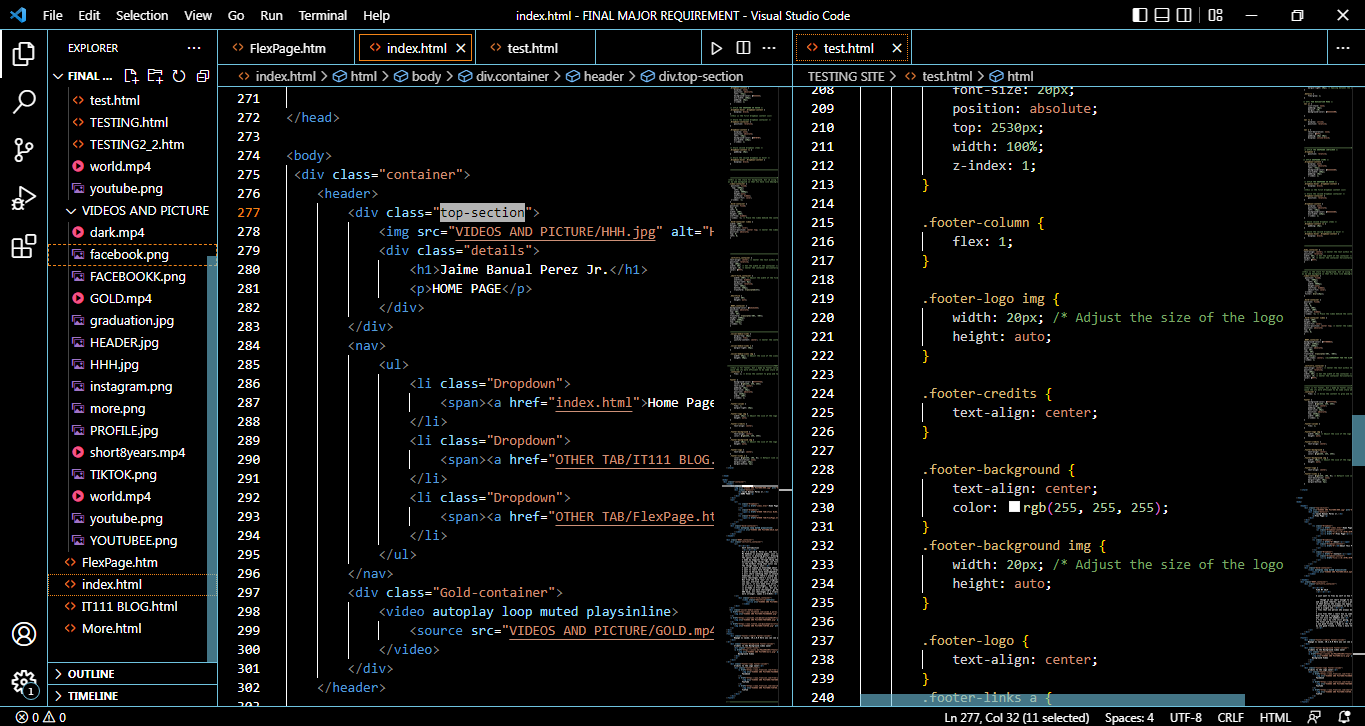 File Edit Selection View Go Run Terminal Help
index.html - FINAL MAJOR REQUIREMENT - Visual Studio Code
EXPLORER ...
FINAL ...
test.html
TESTING.html
TESTING2_2.htm
world.mp4
youtube.png
VIDEOS AND PICTURE
dark.mp4
facebook.png
FACEBOOKK.png
GOLD.mp4
graduation.jpg
HEADER.jpg
HHH.jpg
instagram.png
more.png
PROFILE.jpg
short8years.mp4
TIKTOK.png
world.mp4
youtube.png
YOUTUBEE.png
FlexPage.htm
index.html
IT111 BLOG.html
More.html
OUTLINE
TIMELINE
1
FlexPage.htm index.html test.html
index.html > html > body > div.container > header > div.top-section
271
272 </head>
273
274 <body>
275 <div class="container">
276 <header>
277 <div class="top-section">
278 <img src="VIDEOS AND PICTURE/HHH.jpg" alt="H
279 <div class="details">
280 <h1>Jaime Banual Perez Jr.</h1>
281 <p>HOME PAGE</p>
282 </div>
283 </div>
284 <nav>
285 <ul>
286 <li class="Dropdown">
287 <span><a href="index.html">Home Page
288 </li>
289 <li class="Dropdown">
290 <span><a href="OTHER TAB/IT111 BLOG.
291 </li>
292 <li class="Dropdown">
293 <span><a href="OTHER TAB/FlexPage.ht
294 </li>
295 </ul>
296 </nav>
297 <div class="Gold-container">
298 <video autoplay loop muted playsinline>
299 <source src="VIDEOS AND PICTURE/GOLD.mp4
300 </video>
301 </div>
302 </header>
test.html
TESTING SITE > test.html > html
208 font-size: 20px;
209 position: absolute;
210 top: 2530px;
211 width: 100%;
212 z-index: 1;
213 }
214
215 .footer-column {
216 flex: 1;
217 }
218
219 .footer-logo img {
220 width: 20px; /* Adjust the size of the logo
221 height: auto;
222 }
223
224 .footer-credits {
225 text-align: center;
226 }
227
228 .footer-background {
229 text-align: center;
230 color: rgb(255, 255, 255);
231 }
232 .footer-background img {
233 width: 20px; /* Adjust the size of the logo
234 height: auto;
235 }
236
237 .footer-logo {
238 text-align: center;
239 }
240 .footer-links a {
0 0
Ln 277, Col 32 (11 selected) Spaces: 4 UTF-8 CRLF HTML